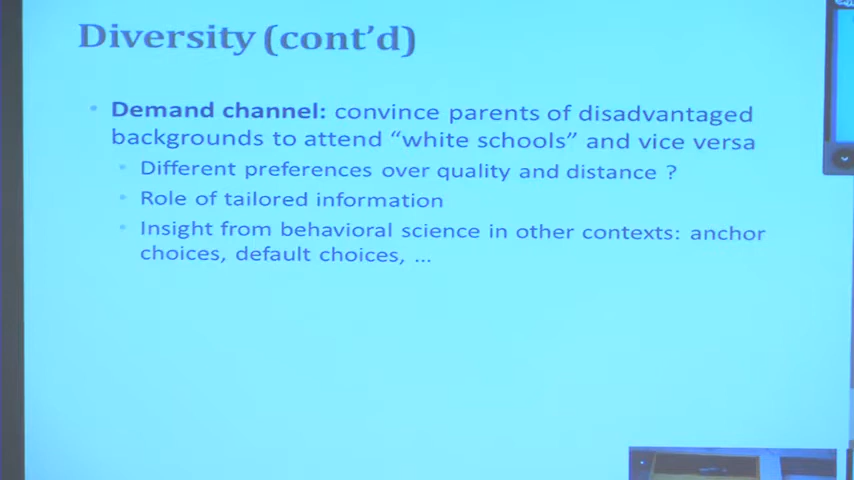 Diversity (cont’d)
• Demand channel: convince parents of disadvantaged
backgrounds to attend “white schools” and vice versa
• Different preferences over quality and distance ?
• Role of tailored information
• Insight from behavioral science in other contexts: anchor
choices, default choices, ...